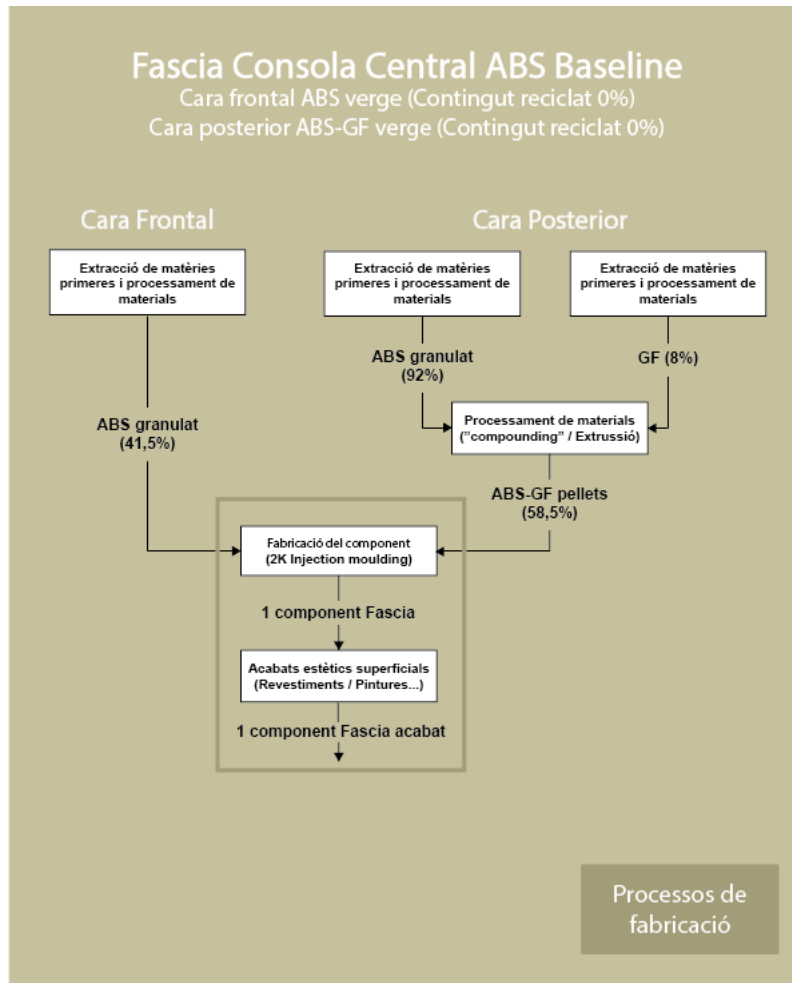 Fascia Consola Central ABS Baseline
Cara frontal ABS verge (Contingut reciclat 0%)
Cara posterior ABS-GF verge (Contingut reciclat 0%)
Cara Frontal
Cara Posterior
Extracció de matèries
primeres i processament de
materials
Extracció de matèries
primeres i processament de
materials
Extracció de matèries
primeres i processament de
materials
ABS granulat
(92%)
GF (8%)
ABS granulat
(41,5%)
Processament de materials
("compounding" / Extrussió)
ABS-GF pellets
(58,5%)
Fabricació del component
(2K Injection moulding)
1 component Fascia
Acabats estètics superficials
(Revestiments / Pintures...)
1 component Fascia acabat
Processos de
fabricació